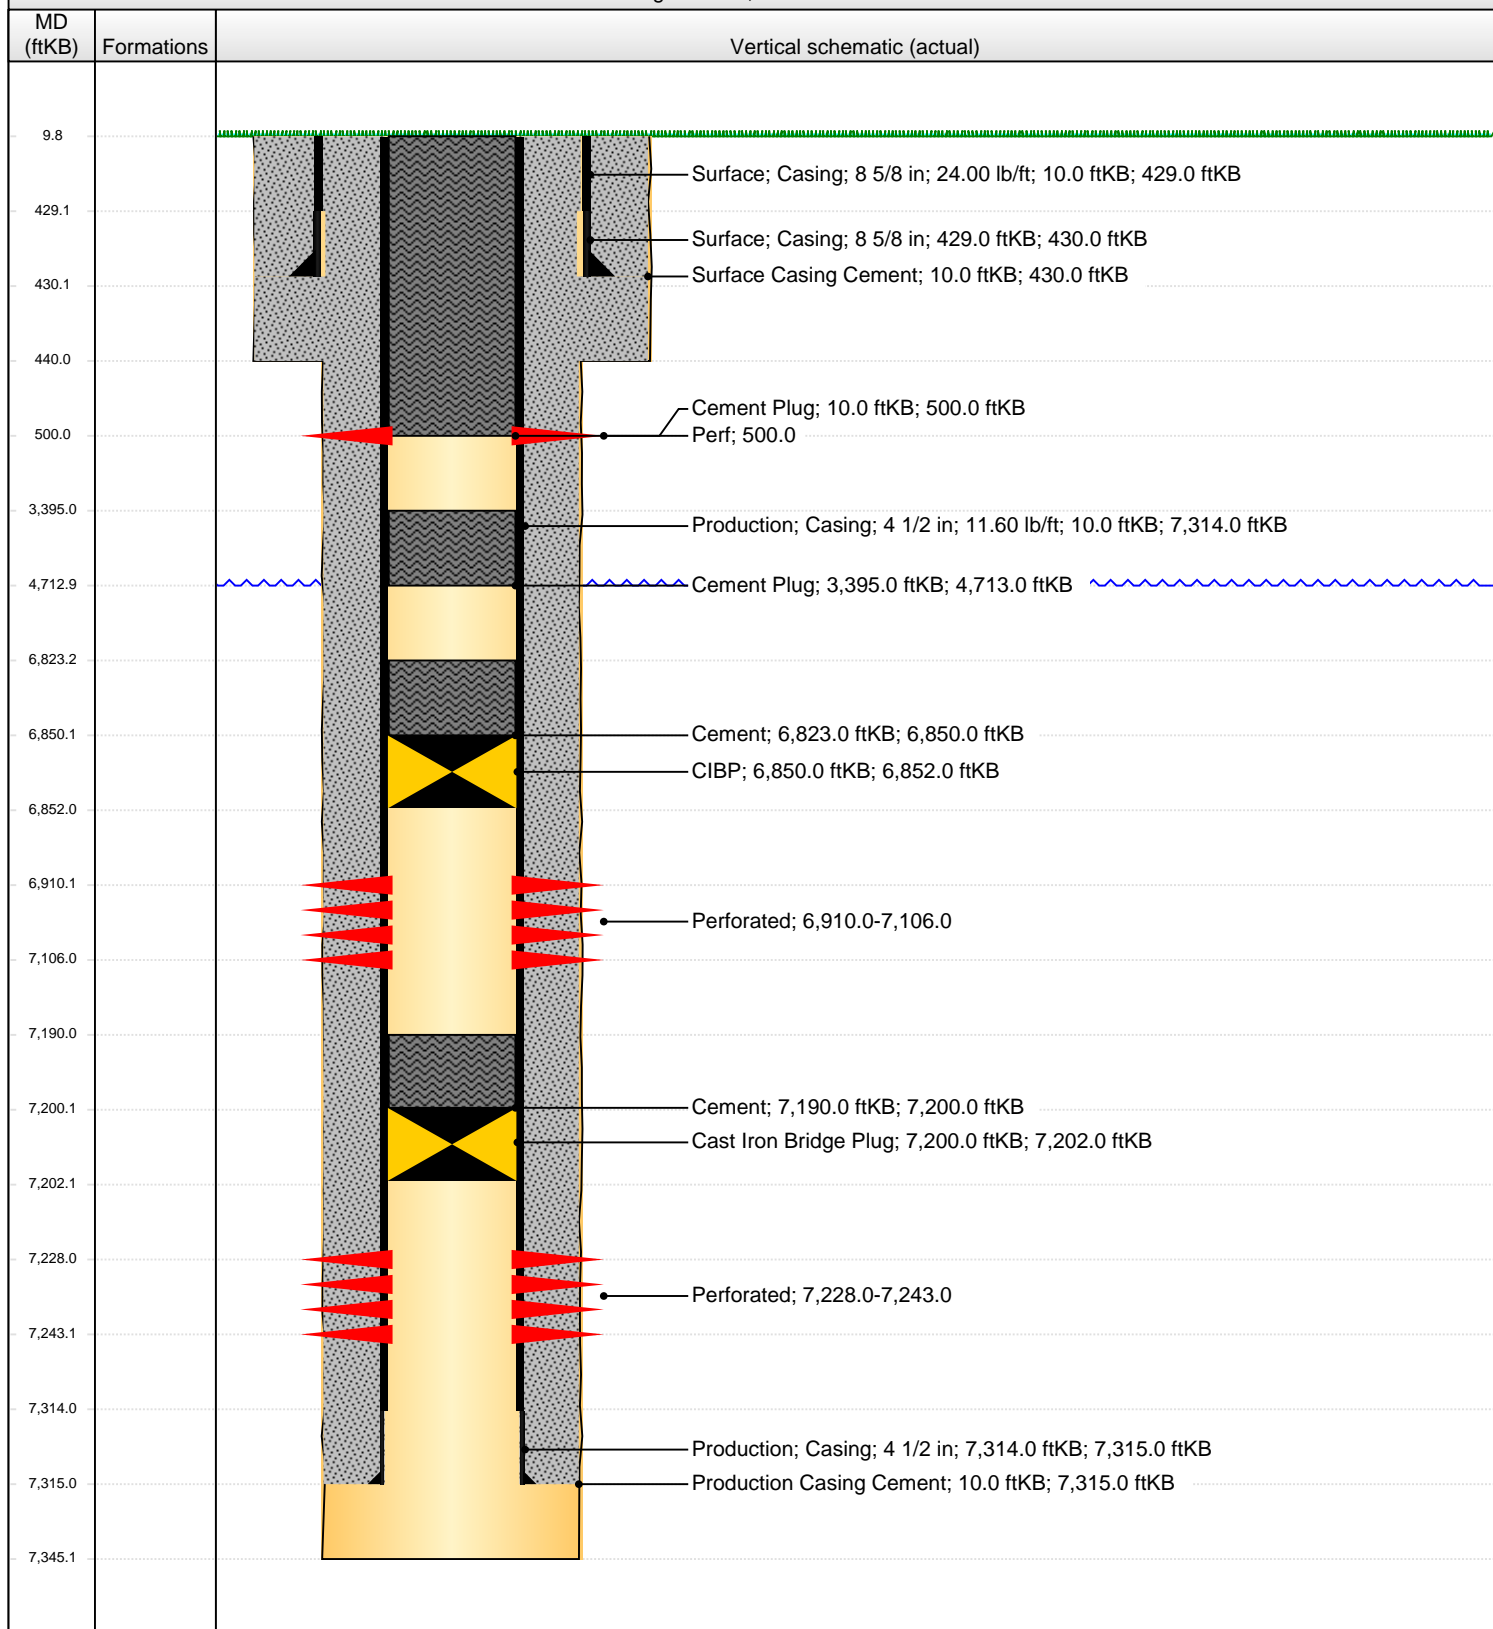 MD
(ftKB)
Formations
Vertical schematic (actual)
9.8
Surface; Casing; 8 5/8 in; 24.00 lb/ft; 10.0 ftKB; 429.0 ftKB
429.1
Surface; Casing; 8 5/8 in; 429.0 ftKB; 430.0 ftKB
Surface Casing Cement; 10.0 ftKB; 430.0 ftKB
430.1
440.0
Cement Plug; 10.0 ftKB; 500.0 ftKB
500.0
Perf; 500.0
3,395.0
Production; Casing; 4 1/2 in; 11.60 lb/ft; 10.0 ftKB; 7,314.0 ftKB
4,712.9
Cement Plug; 3,395.0 ftKB; 4,713.0 ftKB
6,823.2
6,850.1
Cement; 6,823.0 ftKB; 6,850.0 ftKB
CIBP; 6,850.0 ftKB; 6,852.0 ftKB
6,852.0
6,910.1
Perforated; 6,910.0-7,106.0
7,106.0
7,190.0
7,200.1
Cement; 7,190.0 ftKB; 7,200.0 ftKB
Cast Iron Bridge Plug; 7,200.0 ftKB; 7,202.0 ftKB
7,202.1
7,228.0
Perforated; 7,228.0-7,243.0
7,243.1
7,314.0
Production; Casing; 4 1/2 in; 7,314.0 ftKB; 7,315.0 ftKB
7,315.0
Production Casing Cement; 10.0 ftKB; 7,315.0 ftKB
7,345.1